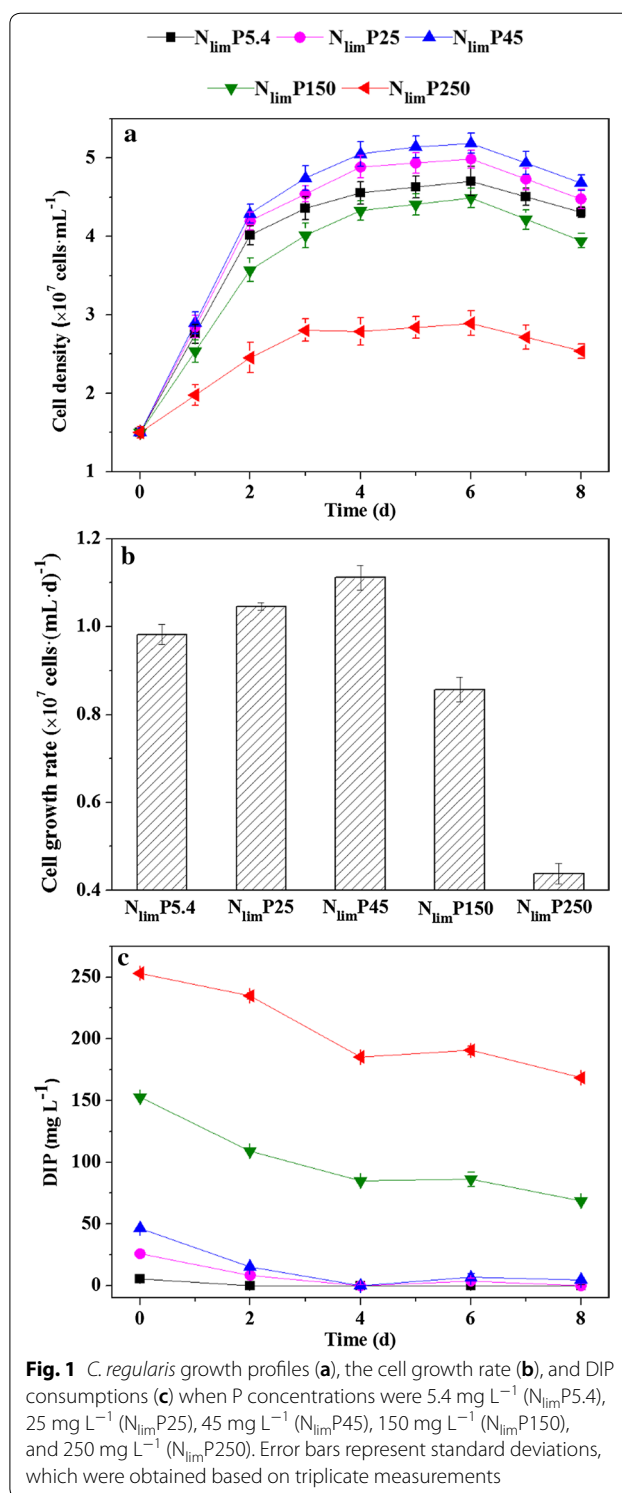 NlimP5.4 NlimP25 NlimP45
NlimP150 NlimP250
a
Cell density (×10⁷ cells·mL⁻¹)
5
4
3
2
1
0 2 4 6 8
Time (d)
b
Cell growth rate (×10⁷ cells·(mL·d)⁻¹
1.2
1.0
0.8
0.6
0.4
NlimP5.4 NlimP25 NlimP45 NlimP150 NlimP250
c
DIP (mg L⁻¹)
250
200
150
100
50
0
0 2 4 6 8
Time (d)
Fig. 1 C. regularis growth profiles (a), the cell growth rate (b), and DIP
consumptions (c) when P concentrations were 5.4 mg L⁻¹ (NlimP5.4),
25 mg L⁻¹ (NlimP25), 45 mg L⁻¹ (NlimP45), 150 mg L⁻¹ (NlimP150),
and 250 mg L⁻¹ (NlimP250). Error bars represent standard deviations,
which were obtained based on triplicate measurements